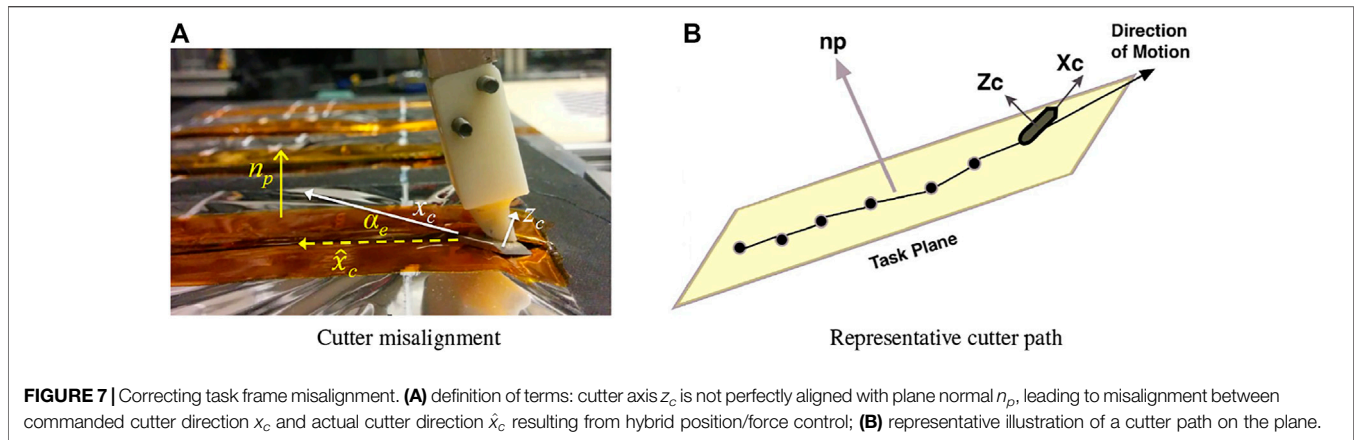 A
n_p
x_c
α_e
x̂_c
z_c
Cutter misalignment
B
np
Direction
of Motion
Xc
Zc
Task Plane
Representative cutter path
FIGURE 7 | Correcting task frame misalignment. (A) definition of terms: cutter axis z_c is not perfectly aligned with plane normal n_p, leading to misalignment between
commanded cutter direction x_c and actual cutter direction x̂_c resulting from hybrid position/force control; (B) representative illustration of a cutter path on the plane.